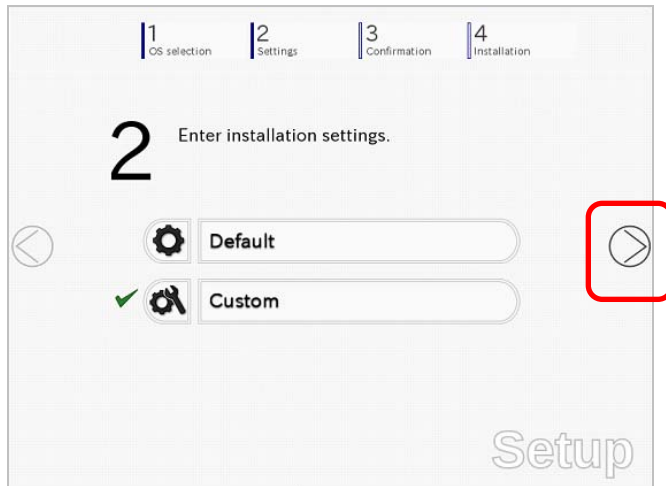 1
OS selection
2
Settings
3
Confirmation
4
Installation
2
Enter installation settings.
Default
Custom
Setup